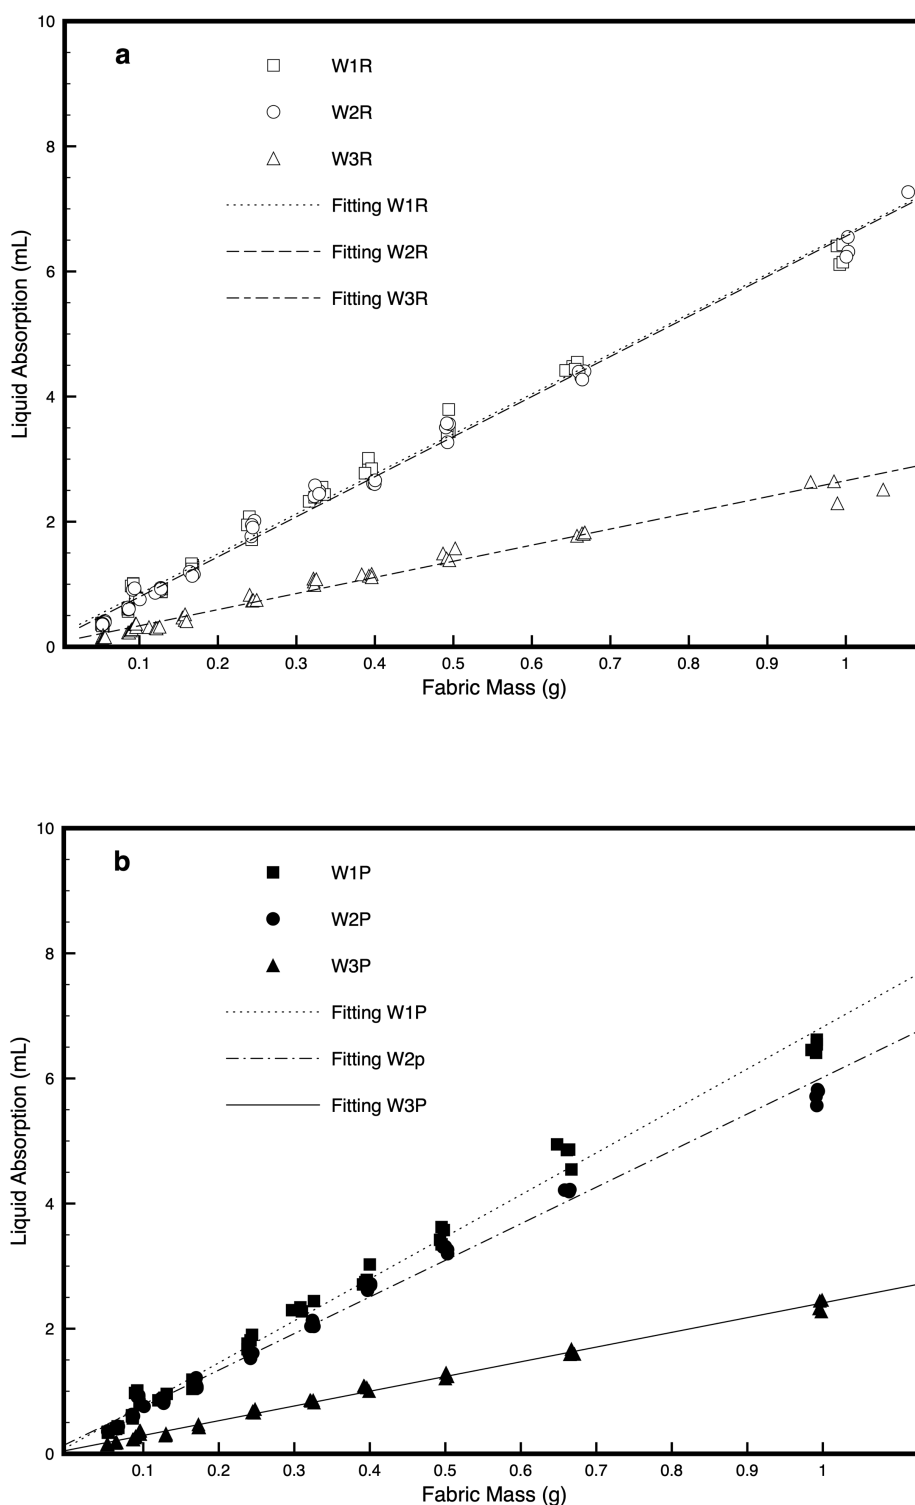 10
a
W1R
W2R
8
W3R
Fitting W1R
Fitting W2R
6
Fitting W3R
Liquid Absorption (mL)
4
2
0
0.1 0.2 0.3 0.4 0.5 0.6 0.7 0.8 0.9 1
Fabric Mass (g)
10
b
W1P
W2P
8
W3P
Fitting W1P
Fitting W2p
6
Fitting W3P
Liquid Absorption (mL)
4
2
0
0.1 0.2 0.3 0.4 0.5 0.6 0.7 0.8 0.9 1
Fabric Mass (g)